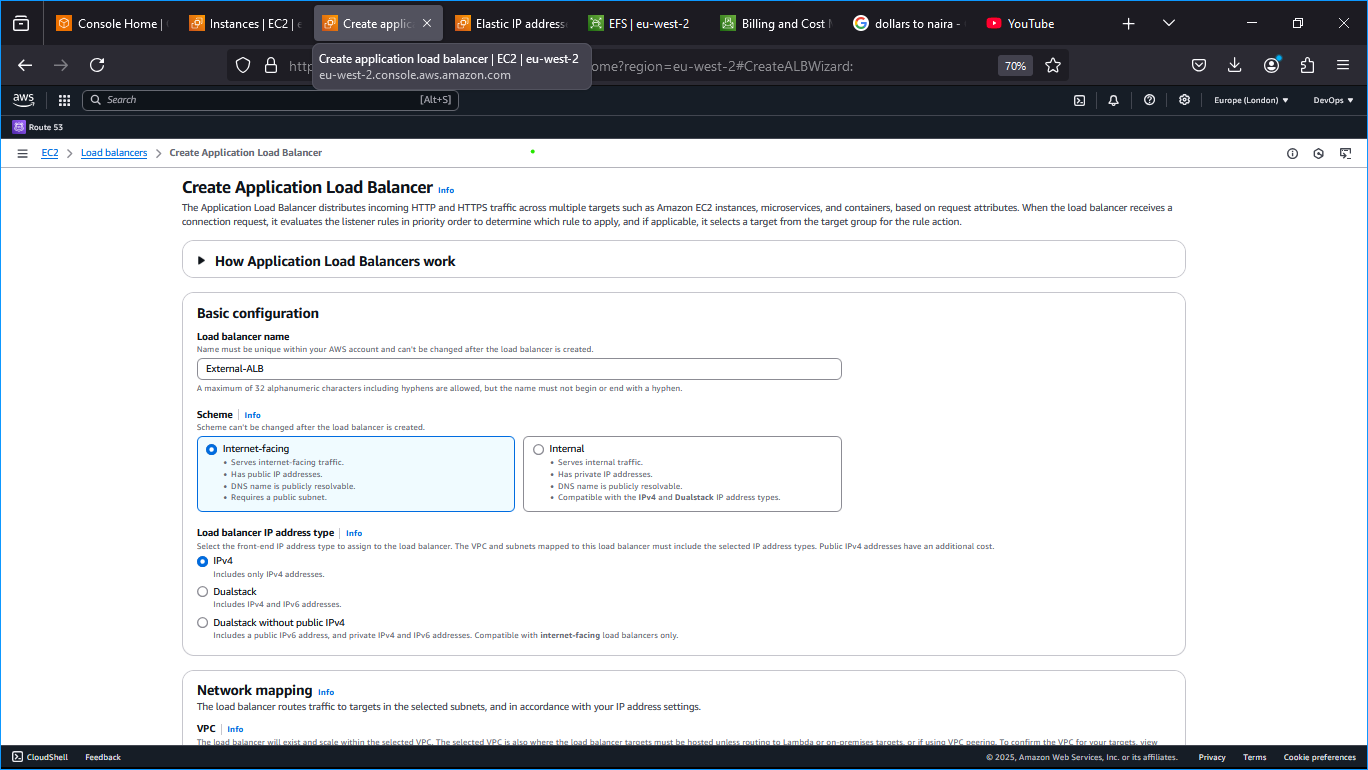 Console Home |
Instances | EC2 | e
Create applic
Elastic IP addresse
EFS | eu-west-2
Billing and Cost M
dollars to naira -
YouTube
Create application load balancer | EC2 | eu-west-2
eu-west-2.console.aws.amazon.com
http
ome?region=eu-west-2#CreateALBWizard:
70%
aws
Search
[Alt+S]
Europe (London)
DevOps
Route 53
EC2
Load balancers
Create Application Load Balancer
Create Application Load Balancer Info
The Application Load Balancer distributes incoming HTTP and HTTPS traffic across multiple targets such as Amazon EC2 instances, microservices, and containers, based on request attributes. When the load balancer receives a
connection request, it evaluates the listener rules in priority order to determine which rule to apply, and if applicable, it selects a target from the target group for the rule action.
How Application Load Balancers work
Basic configuration
Load balancer name
Name must be unique within your AWS account and can't be changed after the load balancer is created.
External-ALB
A maximum of 32 alphanumeric characters including hyphens are allowed, but the name must not begin or end with a hyphen.
Scheme Info
Scheme can't be changed after the load balancer is created.
Internet-facing
• Serves internet-facing traffic.
• Has public IP addresses.
• DNS name is publicly resolvable.
• Requires a public subnet.
Internal
• Serves internal traffic.
• Has private IP addresses.
• DNS name is publicly resolvable.
• Compatible with the IPv4 and Dualstack IP address types.
Load balancer IP address type Info
Select the front-end IP address type to assign to the load balancer. The VPC and subnets mapped to this load balancer must include the selected IP address types. Public IPv4 addresses have an additional cost.
IPv4
Includes only IPv4 addresses.
Dualstack
Includes IPv4 and IPv6 addresses.
Dualstack without public IPv4
Includes a public IPv6 address, and private IPv4 and IPv6 addresses. Compatible with internet-facing load balancers only.
Network mapping Info
The load balancer routes traffic to targets in the selected subnets, and in accordance with your IP address settings.
VPC Info
The load balancer will exist and scale within the selected VPC. The selected VPC is also where the load balancer targets must be hosted unless routing to Lambda or on-premises targets, or if using VPC peering. To confirm the VPC for your targets, view
CloudShell
Feedback
© 2025, Amazon Web Services, Inc. or its affiliates.
Privacy
Terms
Cookie preferences